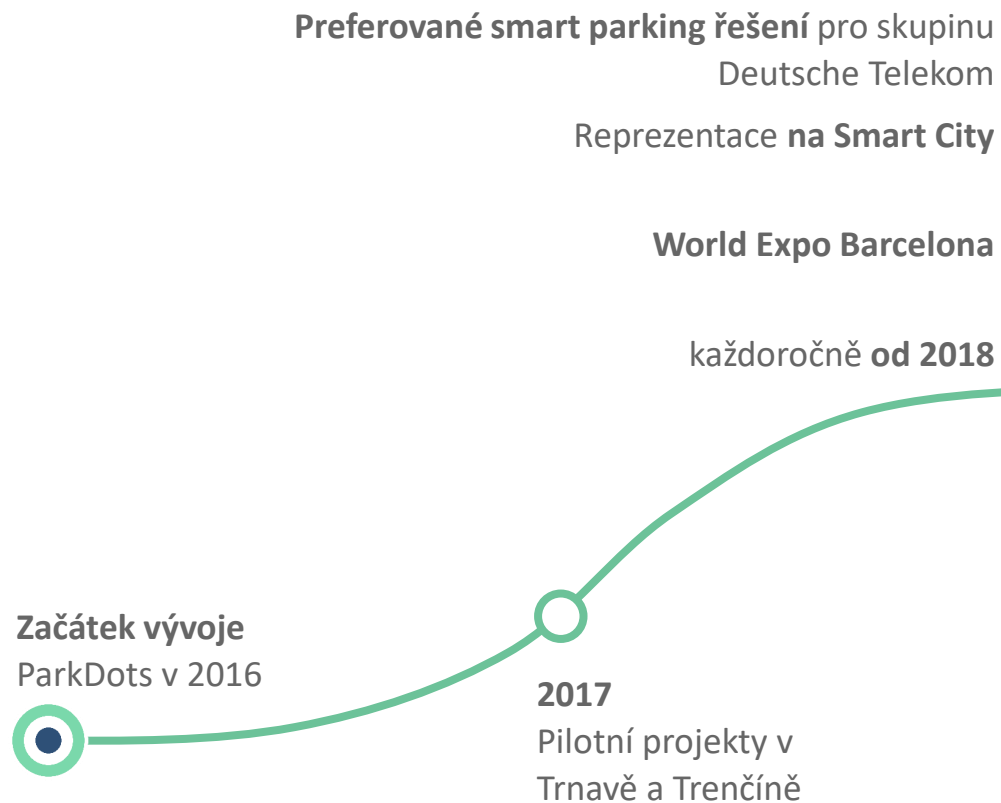 Preferované smart parking řešení pro skupinu
Deutsche Telekom
Reprezentace na Smart City
World Expo Barcelona
každoročně od 2018
Začátek vývoje
ParkDots v 2016
2017
Pilotní projekty v
Trnavě a Trenčíně